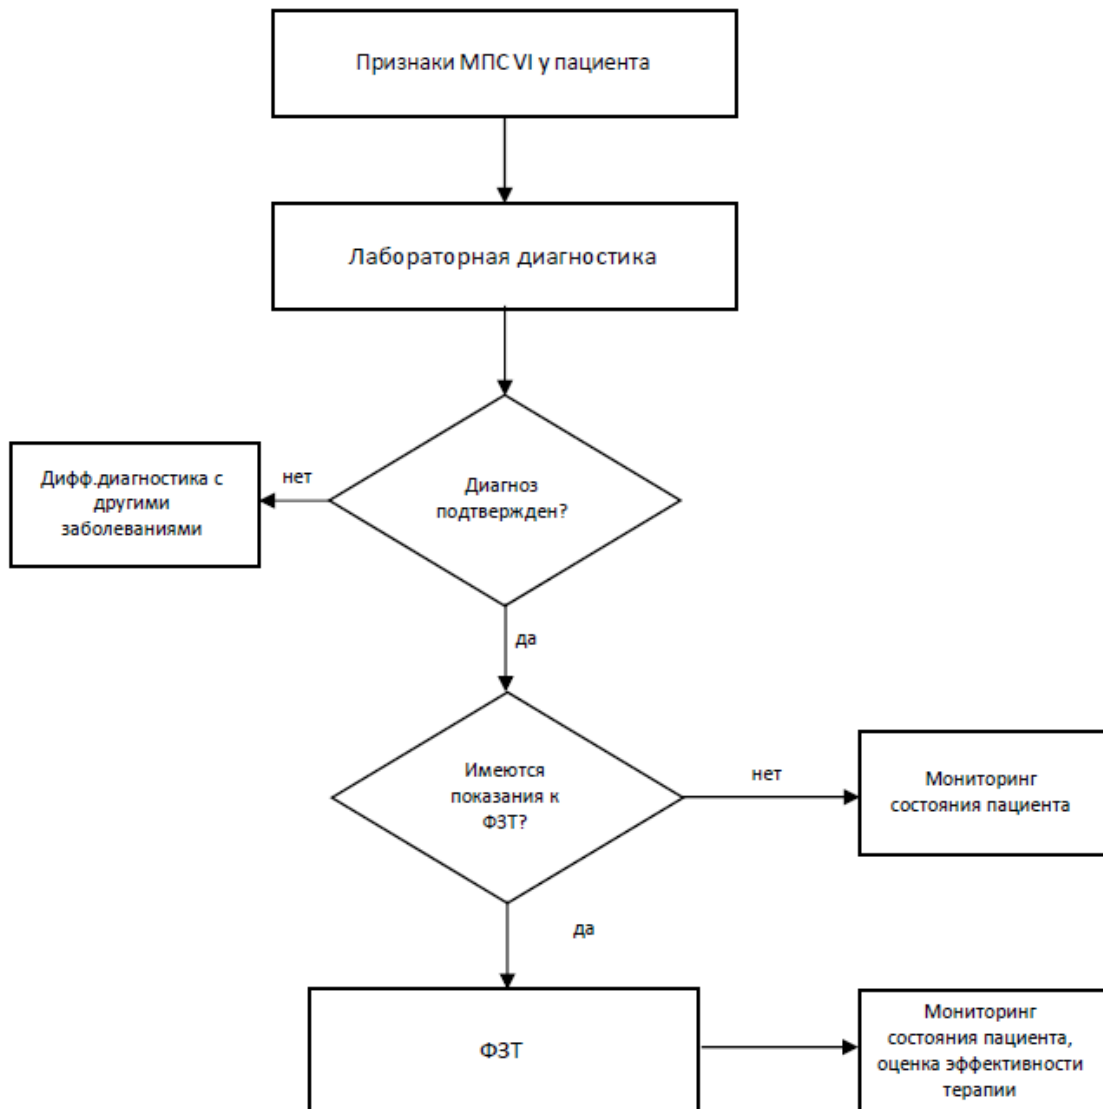 Признаки МПС VI у пациента
Лабораторная диагностика
Диагноз
подтвержден?
нет
Дифф.диагностика с
другими
заболеваниями
да
Имеются
показания к
ФЗТ?
нет
Мониторинг
состояния пациента
да
ФЗТ
Мониторинг
состояния пациента,
оценка эффективности
терапии